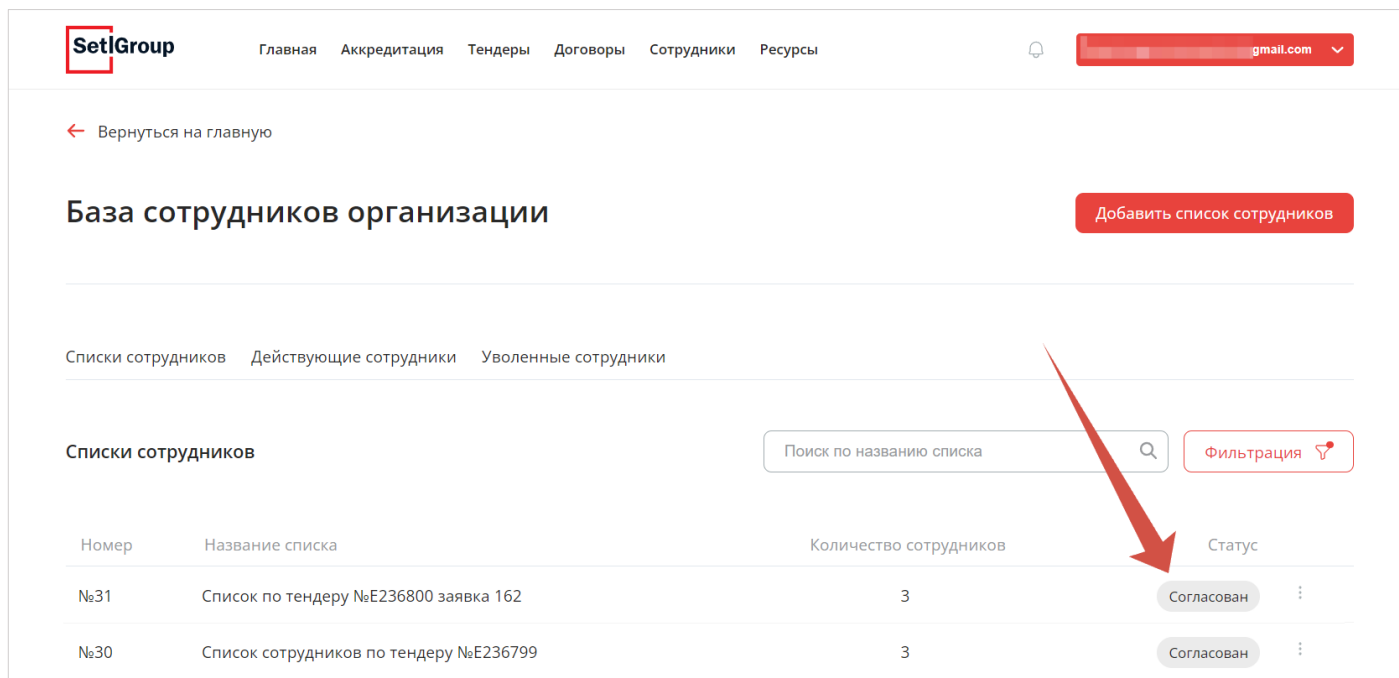 SetlGroup
Главная Аккредитация Тендеры Договоры Сотрудники Ресурсы
gmail.com
Вернуться на главную
База сотрудников организации
Добавить список сотрудников
Списки сотрудников Действующие сотрудники Уволенные сотрудники
Списки сотрудников
Поиск по названию списка
Фильтрация
Номер Название списка Количество сотрудников Статус
№31 Список по тендеру №E236800 заявка 162 3 Согласован
№30 Список сотрудников по тендеру №E236799 3 Согласован